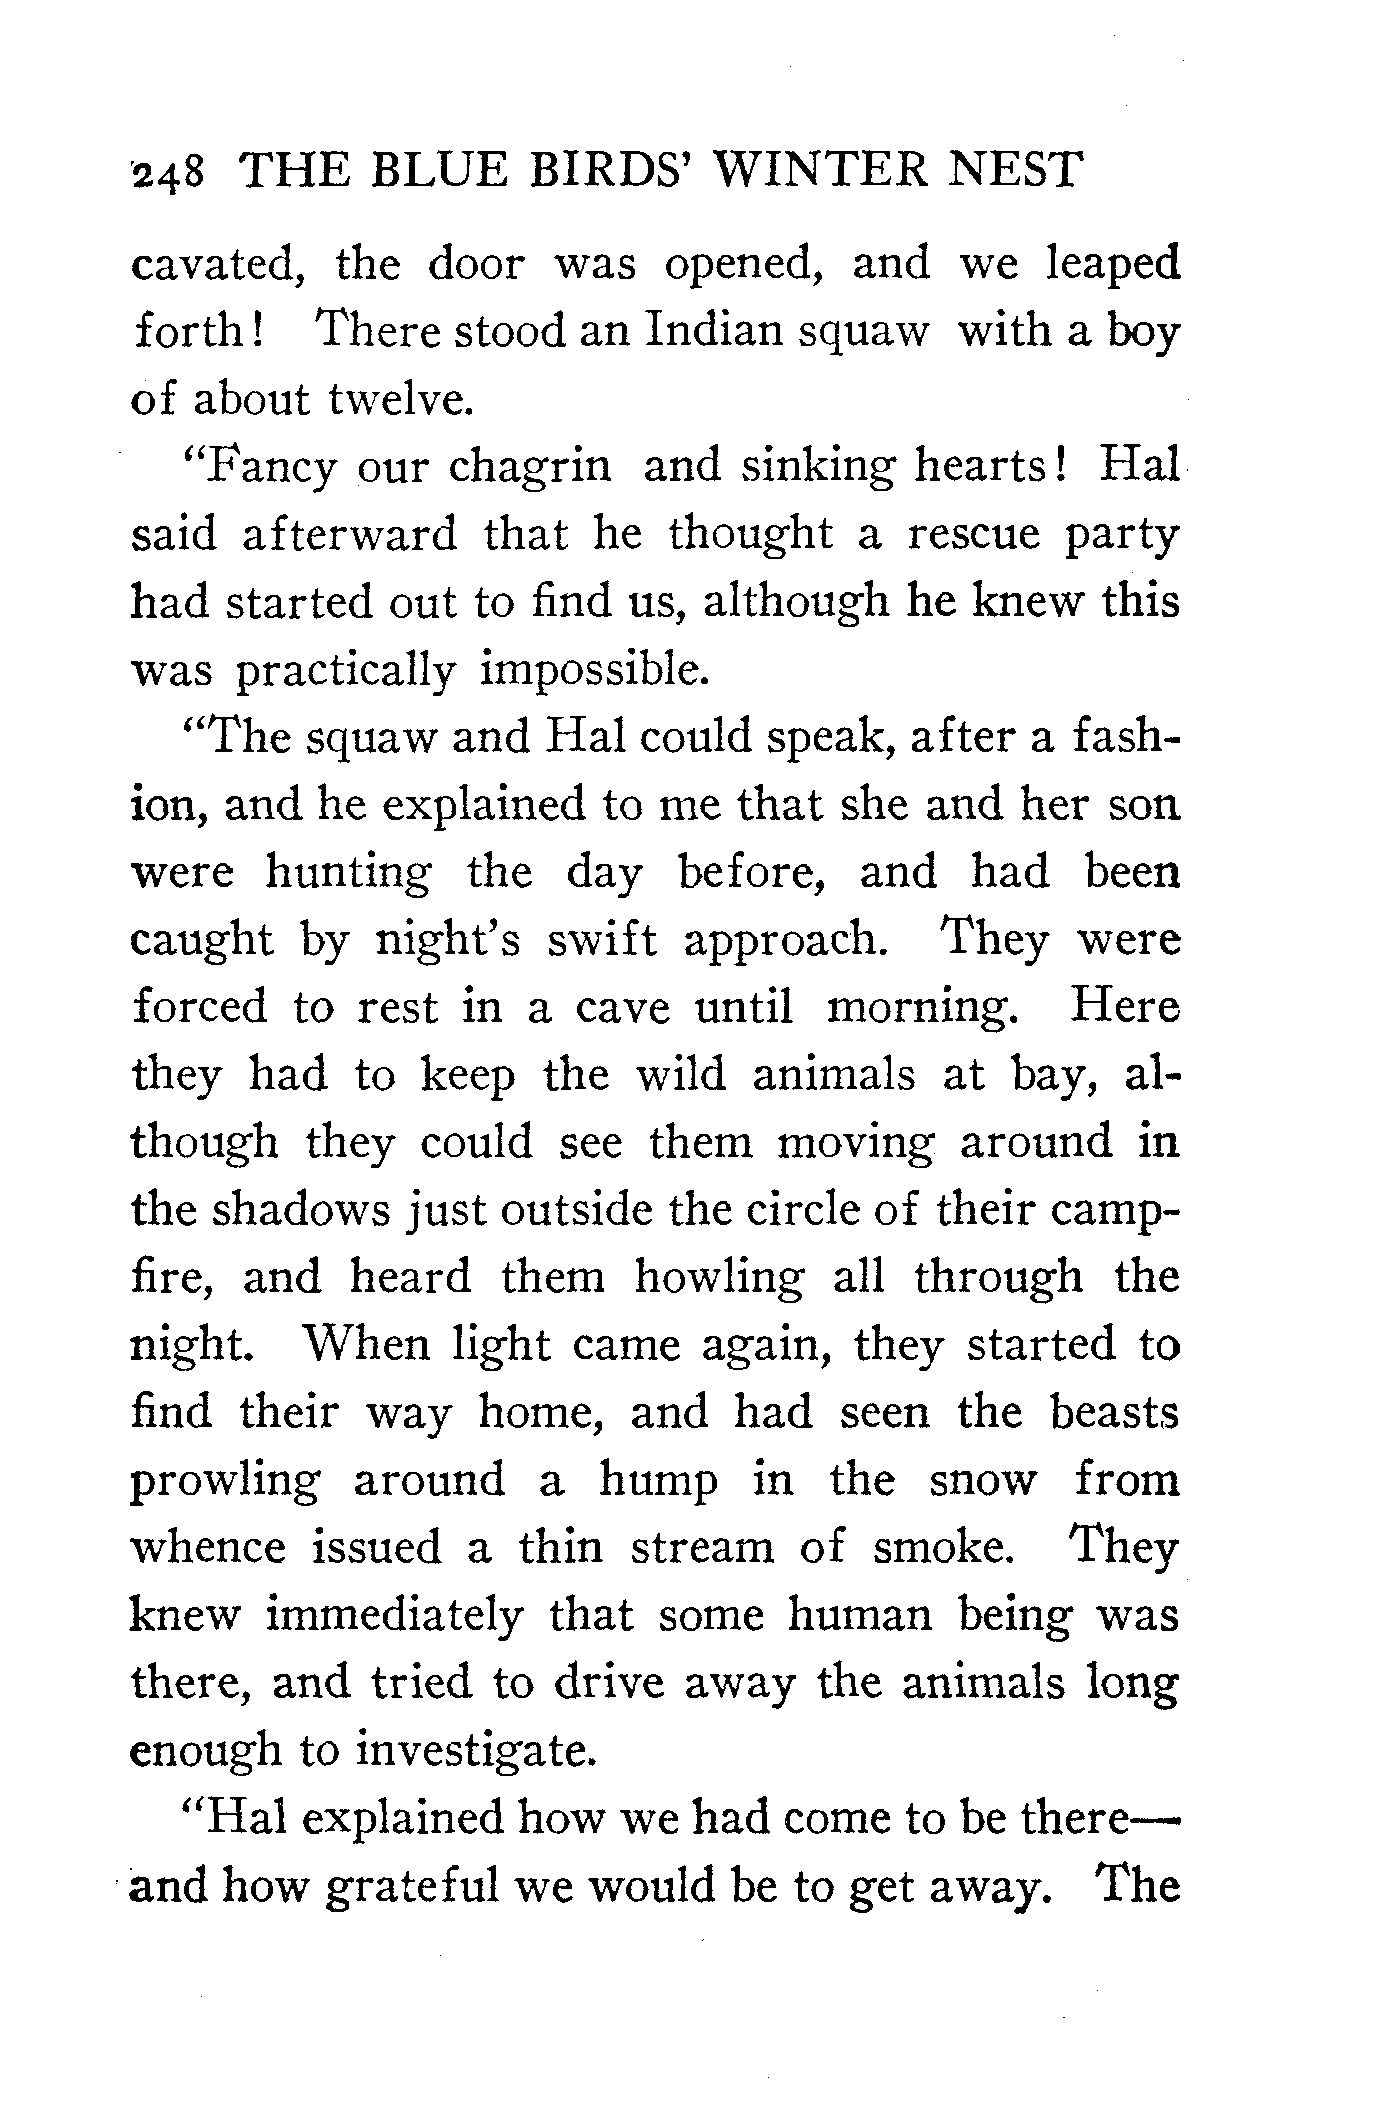 248 THE BLUE BIRDS' WINTER NEST
cavated, the door was opened, and we leaped
forth! There stood an Indian squaw with a boy
of about twelve.
"Fancy our chagrin and sinking hearts! Hal
said afterward that he thought a rescue party
had started out to find us, although he knew this
was practically impossible.
"The squaw and Hal could speak, after a fash-
ion, and he explained to me that she and her son
were hunting the day before, and had been
caught by night's swift approach. They were
forced to rest in a cave until morning. Here
they had to keep the wild animals at bay, al-
though they could see them moving around in
the shadows just outside the circle of their camp-
fire, and heard them howling all through the
night. When light came again, they started to
find their way home, and had seen the beasts
prowling around a hump in the snow from
whence issued a thin stream of smoke. They
knew immediately that some human being was
there, and tried to drive away the animals long
enough to investigate.
"Hal explained how we had come to be there—
and how grateful we would be to get away. The